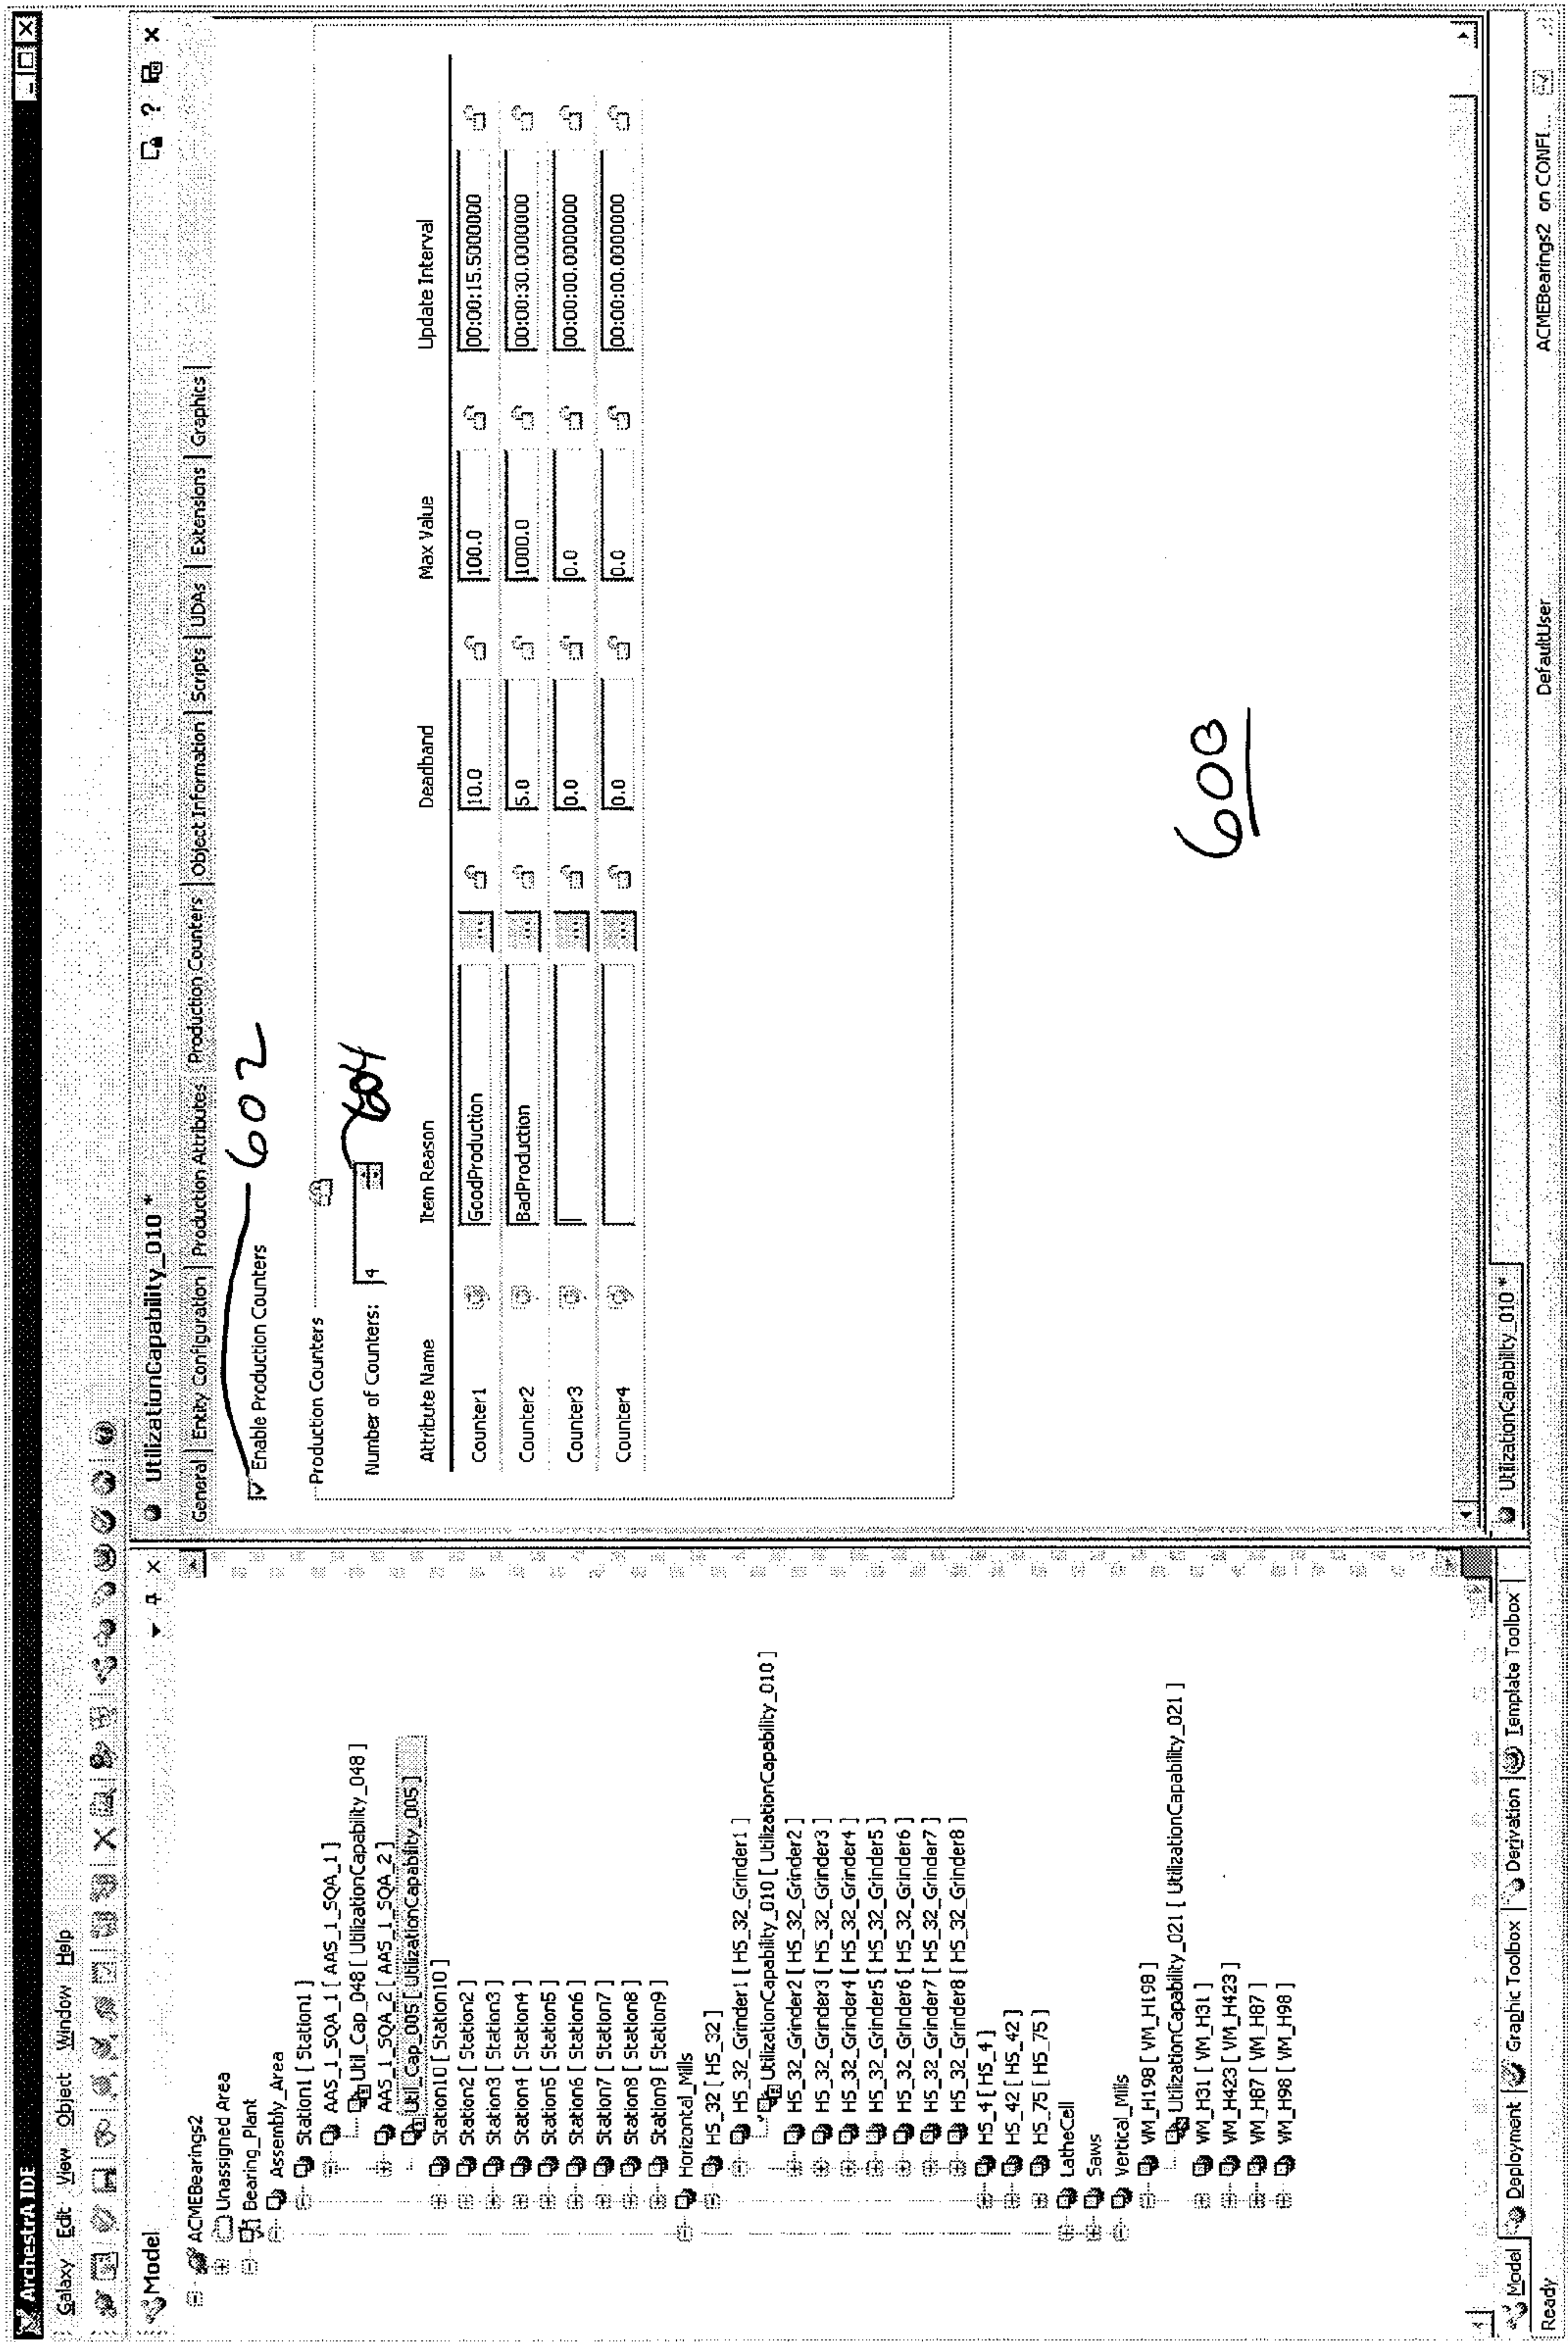 ArchestrA IDE
Galaxy Edit View Object Window Help
Model
ACMEBearings2
Unassigned Area
Bearing_Plant
Assembly_Area
Station1 [ Station1 ]
AAS_1_SQA_1 [ AAS_1_SQA_1 ]
Util_Cap_048 [ UtilizationCapability_048 ]
AAS_1_SQA_2 [ AAS_1_SQA_2 ]
Util_Cap_005 [ UtilizationCapability_005 ]
Station10 [ Station10 ]
Station2 [ Station2 ]
Station3 [ Station3 ]
Station4 [ Station4 ]
Station5 [ Station5 ]
Station6 [ Station6 ]
Station7 [ Station7 ]
Station8 [ Station8 ]
Station9 [ Station9 ]
Horizontal_Mills
HS_32 [ HS_32 ]
HS_32_Grinder1 [ HS_32_Grinder1 ]
UtilizationCapability_010 [ UtilizationCapability_010 ]
HS_32_Grinder2 [ HS_32_Grinder2 ]
HS_32_Grinder3 [ HS_32_Grinder3 ]
HS_32_Grinder4 [ HS_32_Grinder4 ]
HS_32_Grinder5 [ HS_32_Grinder5 ]
HS_32_Grinder6 [ HS_32_Grinder6 ]
HS_32_Grinder7 [ HS_32_Grinder7 ]
HS_32_Grinder8 [ HS_32_Grinder8 ]
HS_4 [ HS_4 ]
HS_42 [ HS_42 ]
HS_75 [ HS_75 ]
LatheCell
Saws
Vertical_Mills
VM_H198 [ VM_H198 ]
UtilizationCapability_021 [ UtilizationCapability_021 ]
VM_H31 [ VM_H31 ]
VM_H423 [ VM_H423 ]
VM_H87 [ VM_H87 ]
VM_H98 [ VM_H98 ]
Model Deployment Graphic Toolbox Derivation Template Toolbox
UtilizationCapability_010 *
General Entity Configuration Production Attributes Production Counters Object Information Scripts UDAs Extensions Graphics
Enable Production Counters 602
Production Counters
Number of Counters: 4 604
Attribute Name Item Reason Deadband Max Value Update Interval
Counter1 GoodProduction ... 10.0 100.0 00:00:15.5000000
Counter2 BadProduction ... 5.0 1000.0 00:00:30.0000000
Counter3 ... 0.0 0.0 00:00:00.0000000
Counter4 ... 0.0 0.0 00:00:00.0000000
600
UtilizationCapability_010 *
Ready DefaultUser ACMEBearings2 on CONFI...